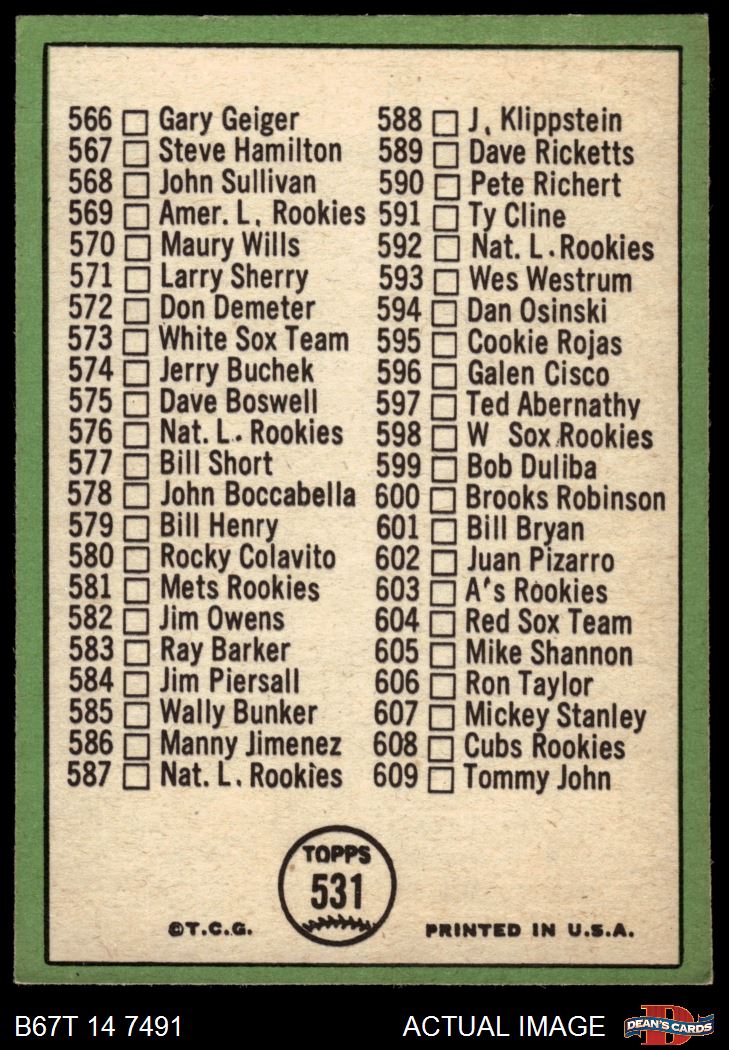 566 Gary Geiger
567 Steve Hamilton
568 John Sullivan
569 Amer. L. Rookies
570 Maury Wills
571 Larry Sherry
572 Don Demeter
573 White Sox Team
574 Jerry Buchek
575 Dave Boswell
576 Nat. L. Rookies
577 Bill Short
578 John Boccabella
579 Bill Henry
580 Rocky Colavito
581 Mets Rookies
582 Jim Owens
583 Ray Barker
584 Jim Piersall
585 Wally Bunker
586 Manny Jimenez
587 Nat. L. Rookies
588 J. Klippstein
589 Dave Ricketts
590 Pete Richert
591 Ty Cline
592 Nat. L. Rookies
593 Wes Westrum
594 Dan Osinski
595 Cookie Rojas
596 Galen Cisco
597 Ted Abernathy
598 W Sox Rookies
599 Bob Duliba
600 Brooks Robinson
601 Bill Bryan
602 Juan Pizarro
603 A's Rookies
604 Red Sox Team
605 Mike Shannon
606 Ron Taylor
607 Mickey Stanley
608 Cubs Rookies
609 Tommy John
TOPPS
531
©T.C.G.
PRINTED IN U.S.A.
B67T 14 7491
ACTUAL IMAGE
D
DEAN'S CARDS